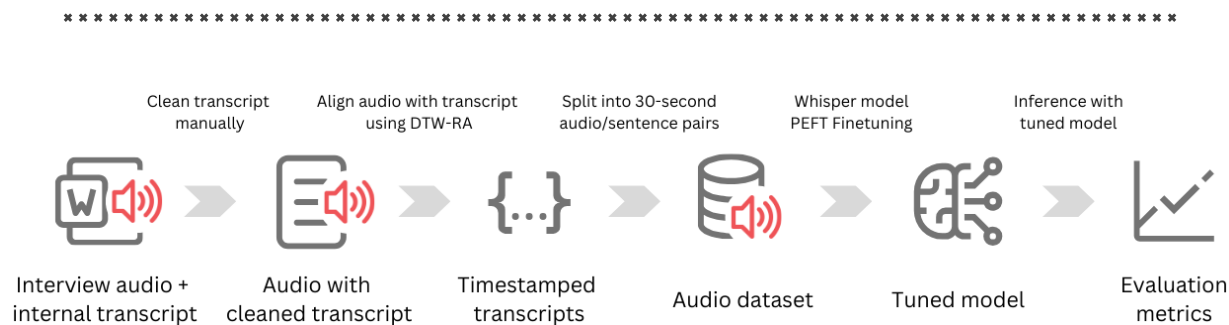 Clean transcript
manually
Align audio with transcript
using DTW-RA
Split into 30-second
audio/sentence pairs
Whisper model
PEFT Finetuning
Inference with
tuned model
W
{...}
Interview audio +
internal transcript
Audio with
cleaned transcript
Timestamped
transcripts
Audio dataset
Tuned model
Evaluation
metrics